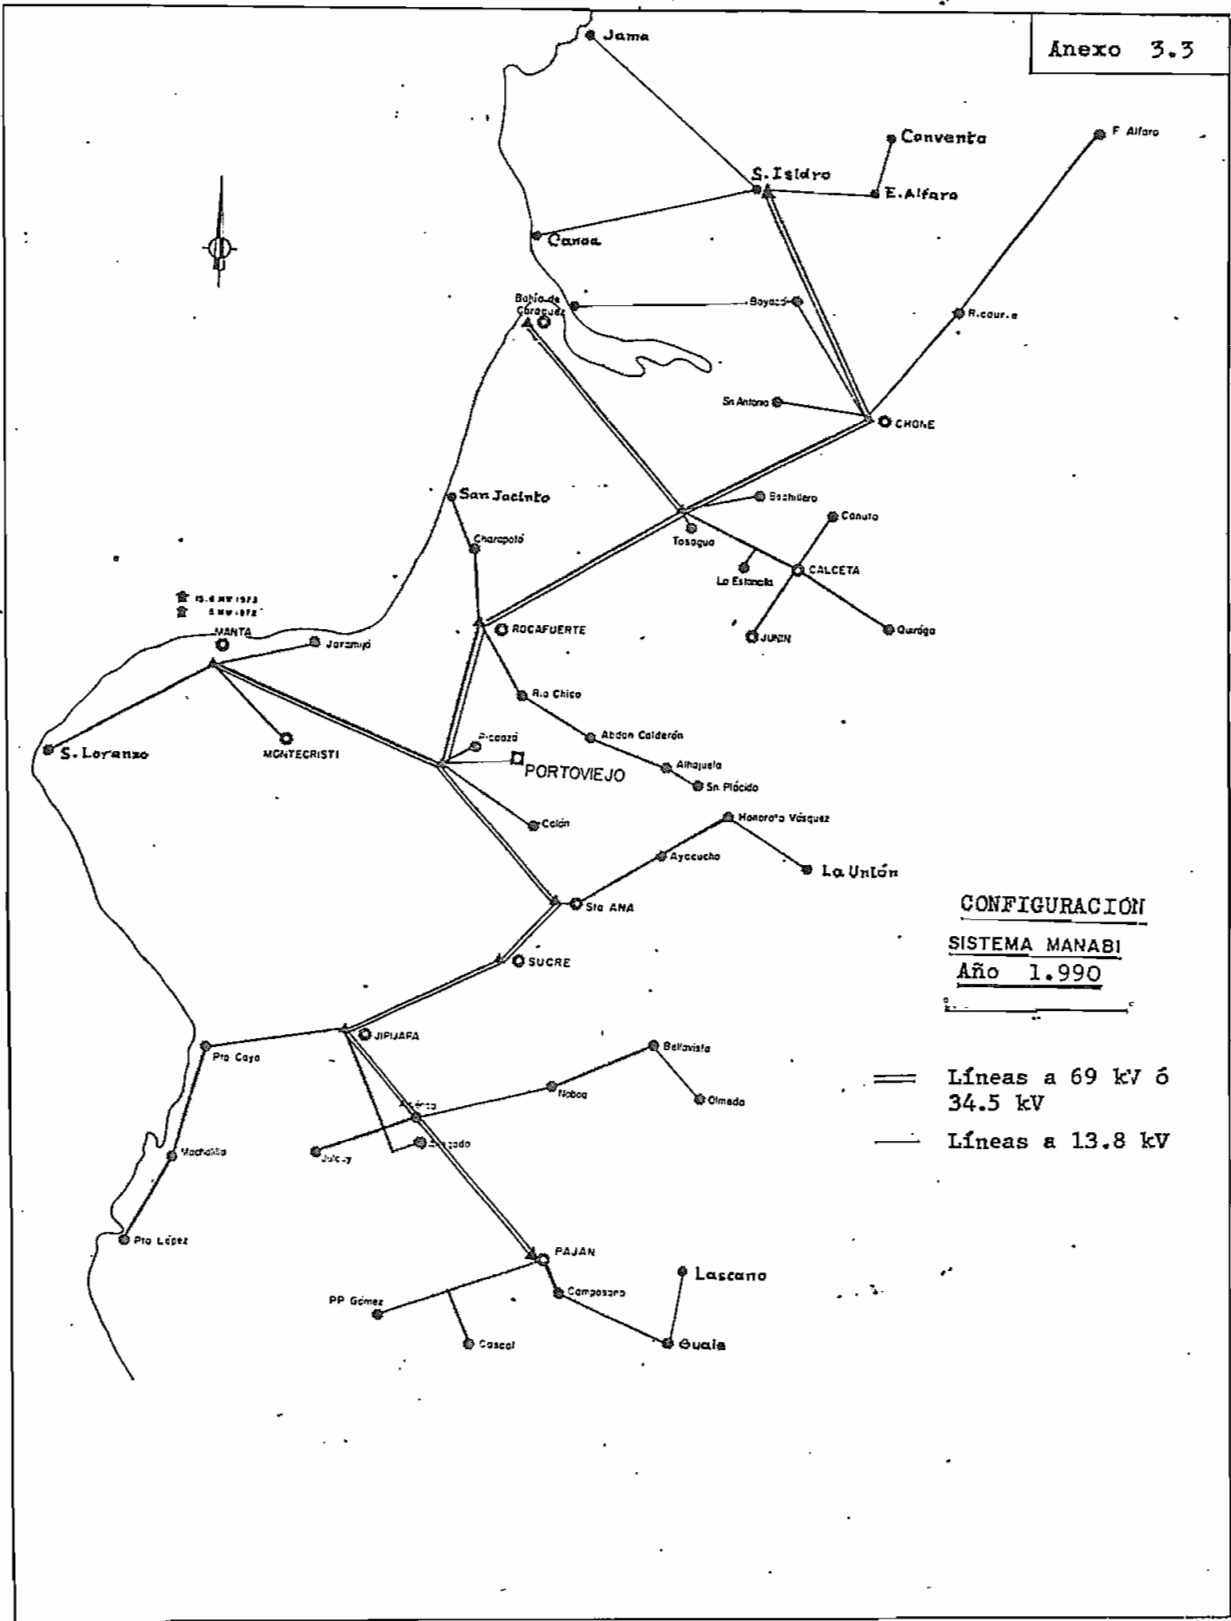 Anexo 3.3
Jama
Conventa
F Alfaro
S. Isidro
E. Alfaro
Canoa
Bahía de
Caraquez
Boyacá
Sn Antonio
CHONE
San Jacinto
Bachillero
Canuto
Charapotó
Tosagua
La Estancia
CALCETA
MANTA
Jaramijó
ROCAFUERTE
JUNIN
Quiroga
Rio Chico
S. Loranzo
MONTECRISTI
Picoazá
Abdon Calderón
PORTOVIEJO
Alhajuela
Sn Plácido
Colón
Honorato Vásquez
Ayacucho
La Unión
Sta ANA
CONFIGURACIÓN
SISTEMA MANABI
Año 1.990
SUCRE
JIPIJAPA
Pto Cayo
Bellavista
Noboa
Olmedo
Líneas a 69 kV ó
34.5 kV
Líneas a 13.8 kV
Machalilla
Julcuy
Pto López
PAJAN
Lascano
PP Gómez
Camposano
Cascol
Guale